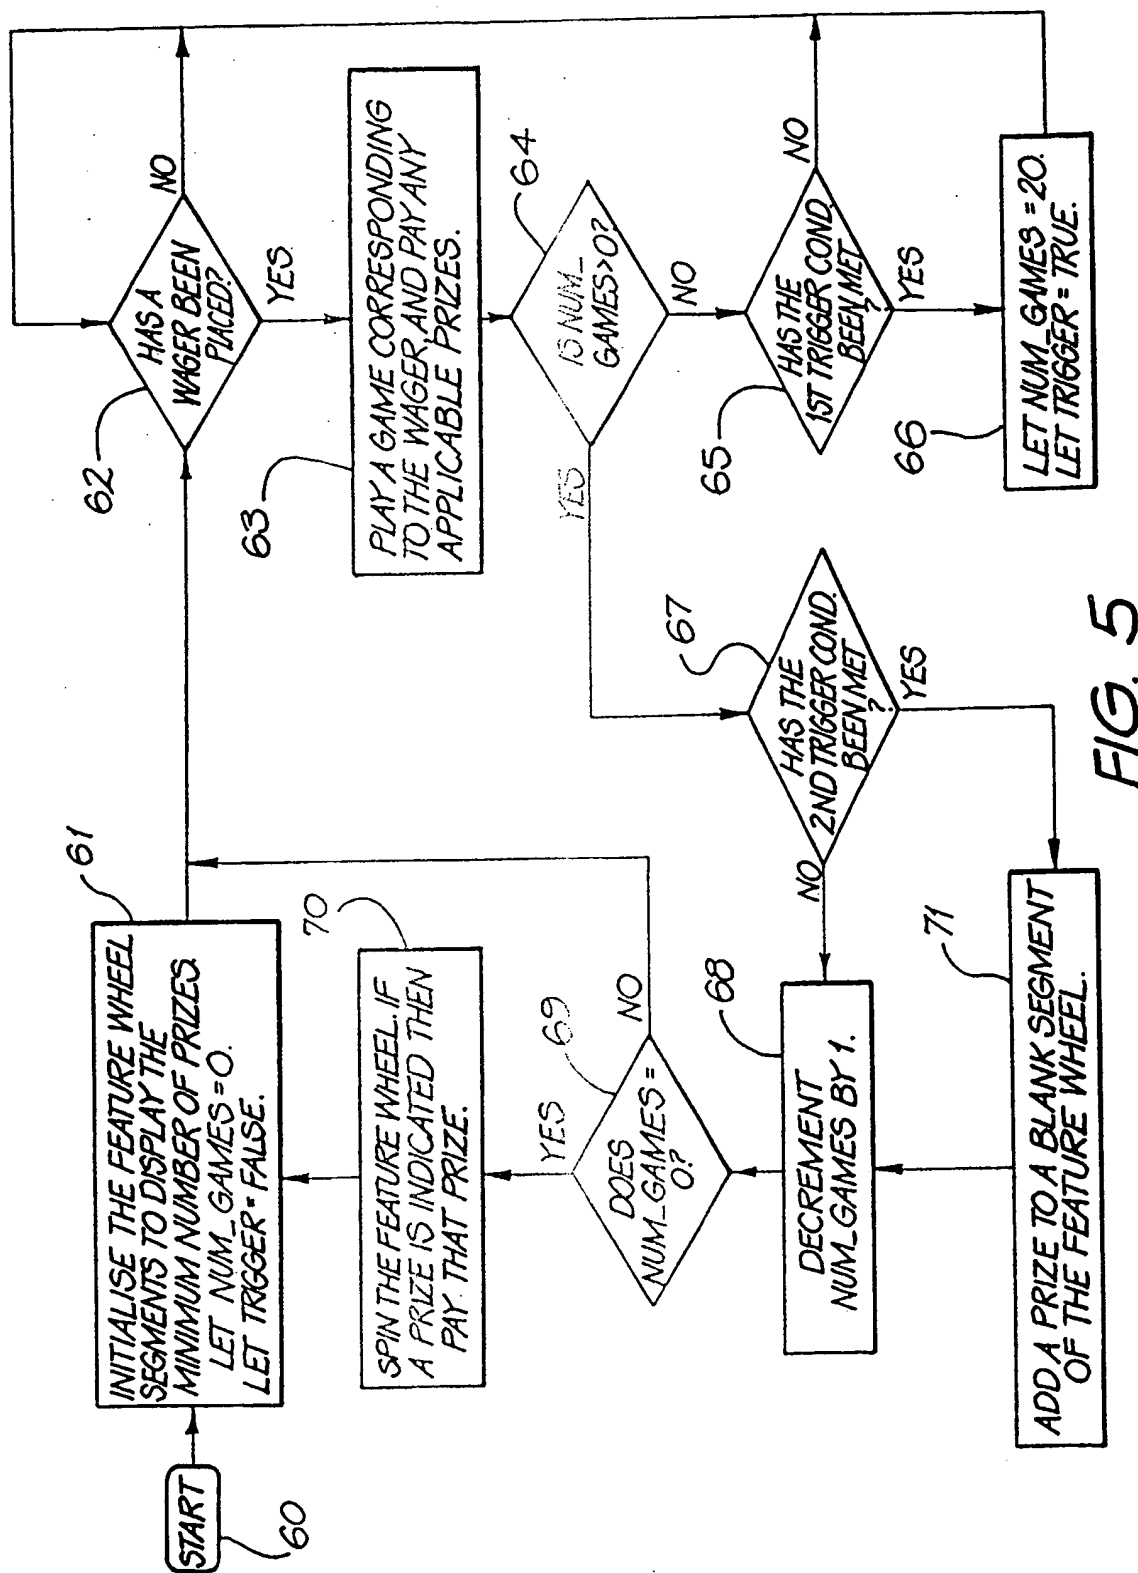 START
60
INITIALISE THE FEATURE WHEEL
SEGMENTS TO DISPLAY THE
MINIMUM NUMBER OF PRIZES.
LET NUM_GAMES = 0.
LET TRIGGER = FALSE.
61
HAS A
WAGER BEEN
PLACED?
62
NO
YES
PLAY A GAME CORRESPONDING
TO THE WAGER, AND PAY ANY
APPLICABLE PRIZES.
63
IS NUM_
GAMES>0?
64
YES
NO
HAS THE
1ST TRIGGER COND.
BEEN MET
?
65
NO
YES
LET NUM_GAMES = 20.
LET TRIGGER = TRUE.
66
HAS THE
2ND TRIGGER COND.
BEEN MET
?
67
NO
YES
DECREMENT
NUM_GAMES BY 1.
68
DOES
NUM_GAMES =
0?
69
YES
NO
SPIN THE FEATURE WHEEL. IF
A PRIZE IS INDICATED THEN
PAY THAT PRIZE.
70
ADD A PRIZE TO A BLANK SEGMENT
OF THE FEATURE WHEEL.
71
FIG. 5